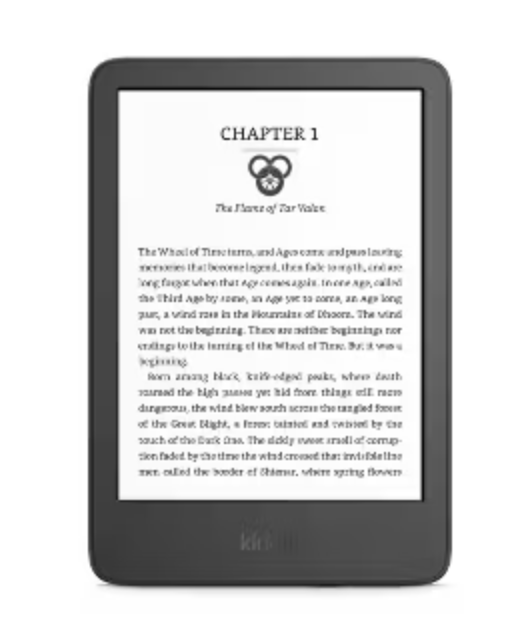 CHAPTER 1
The Flame of Tar Valon
The Wheel of Time turns, and Ages come and pass leaving
memories that become legend, then fade to myth, and are
long forgot when that Age comes again. In one Age, called
the Third Age by some, an Age yet to come, an Age long
past, a wind rose in the Mountains of Dhoom. The wind
was not the beginning. There are neither beginnings nor
endings to the turning of the Wheel of Time. But it was a
beginning.
Born among black, knife-edged peaks, where death
roamed the high passes yet hid from things still more
dangerous, the wind blew south across the tangled forest
of the Great Blight, a forest tainted and twisted by the
touch of the Dark One. The sickly sweet smell of corrup-
tion faded by the time the wind crossed that invisible line
men called the border of Shienar, where spring flowers